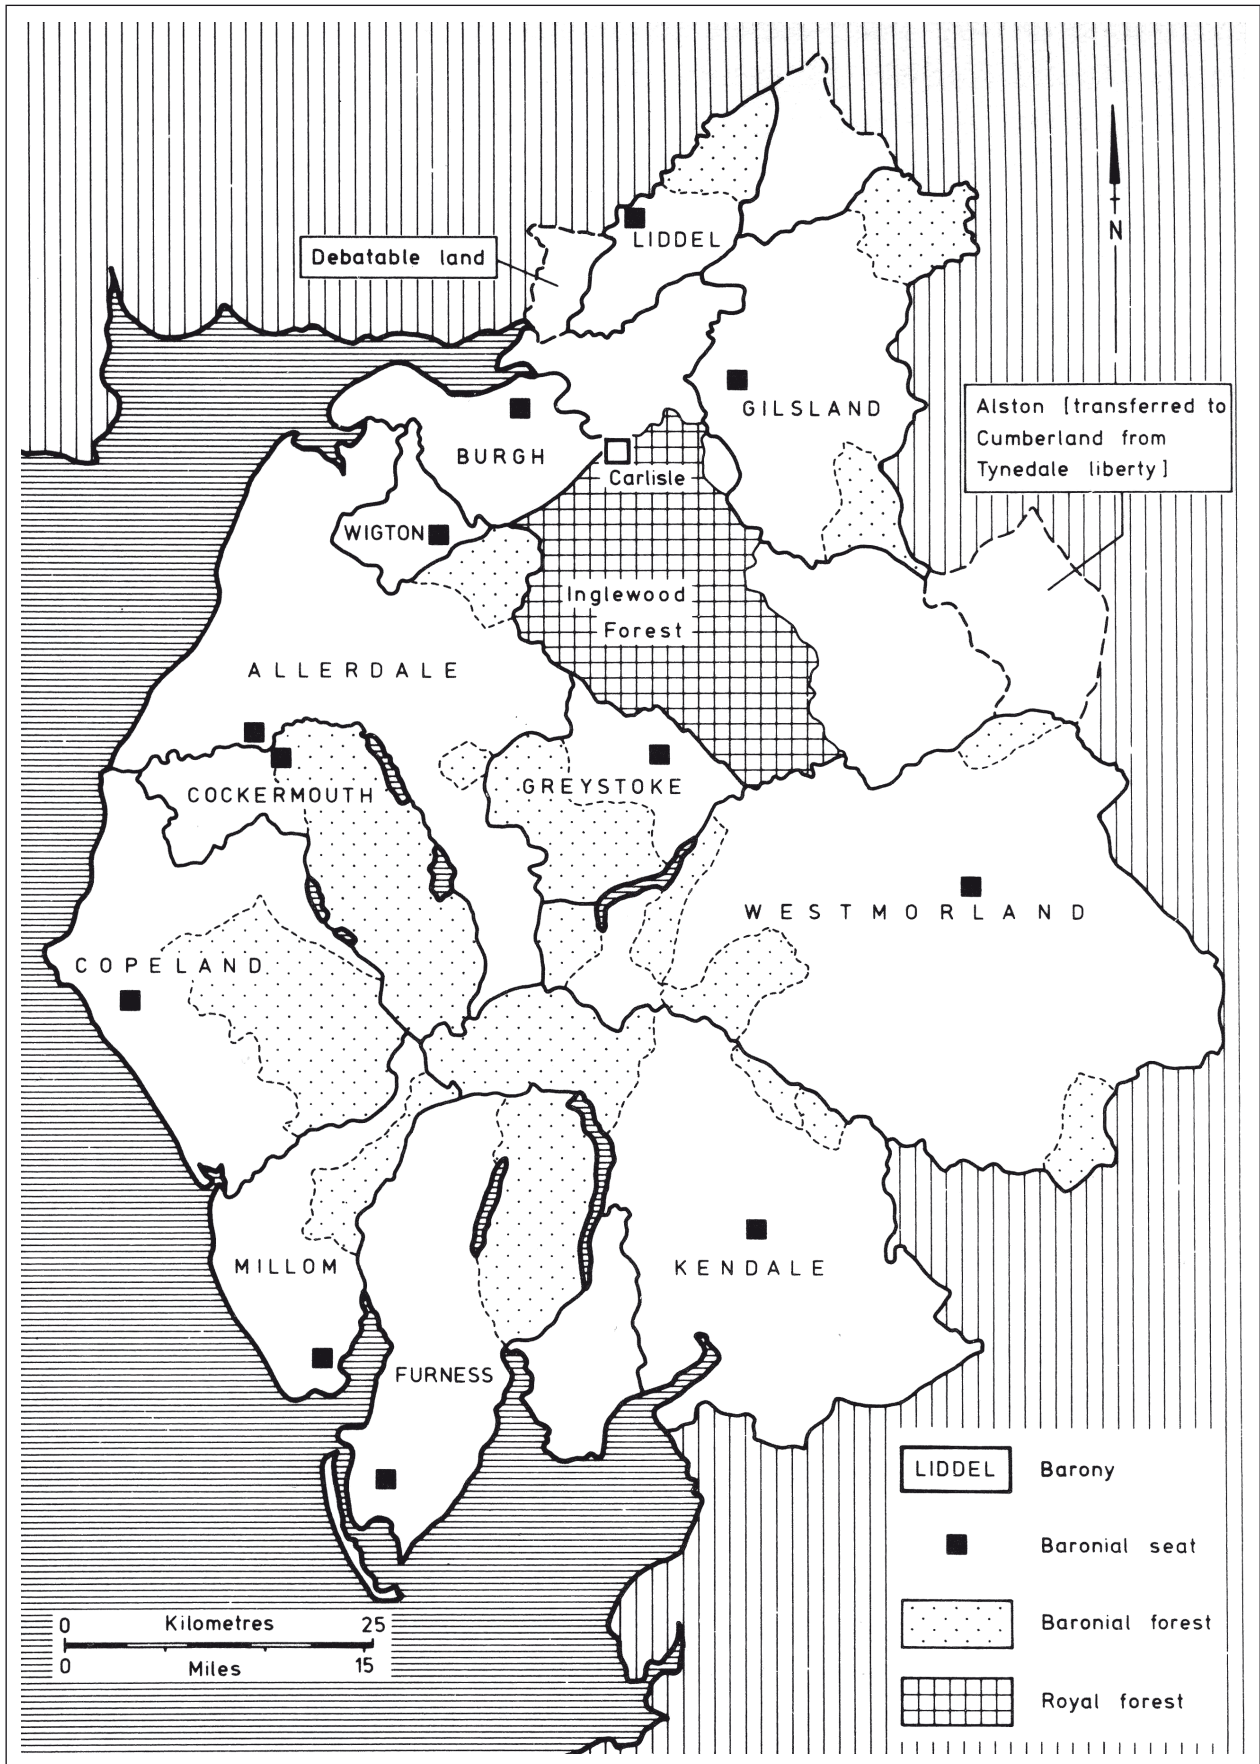 LIDDEL
Debatable land
N
GILSLAND
Alston [transferred to
Cumberland from
Tynedale liberty]
BURGH
Carlisle
WIGTON
Inglewood
Forest
ALLERDALE
GREYSTOKE
COCKERMOUTH
WESTMORLAND
COPELAND
MILLOM
KENDALE
FURNESS
LIDDEL Barony
Baronial seat
Baronial forest
Royal forest
0 Kilometres 25
0 Miles 15